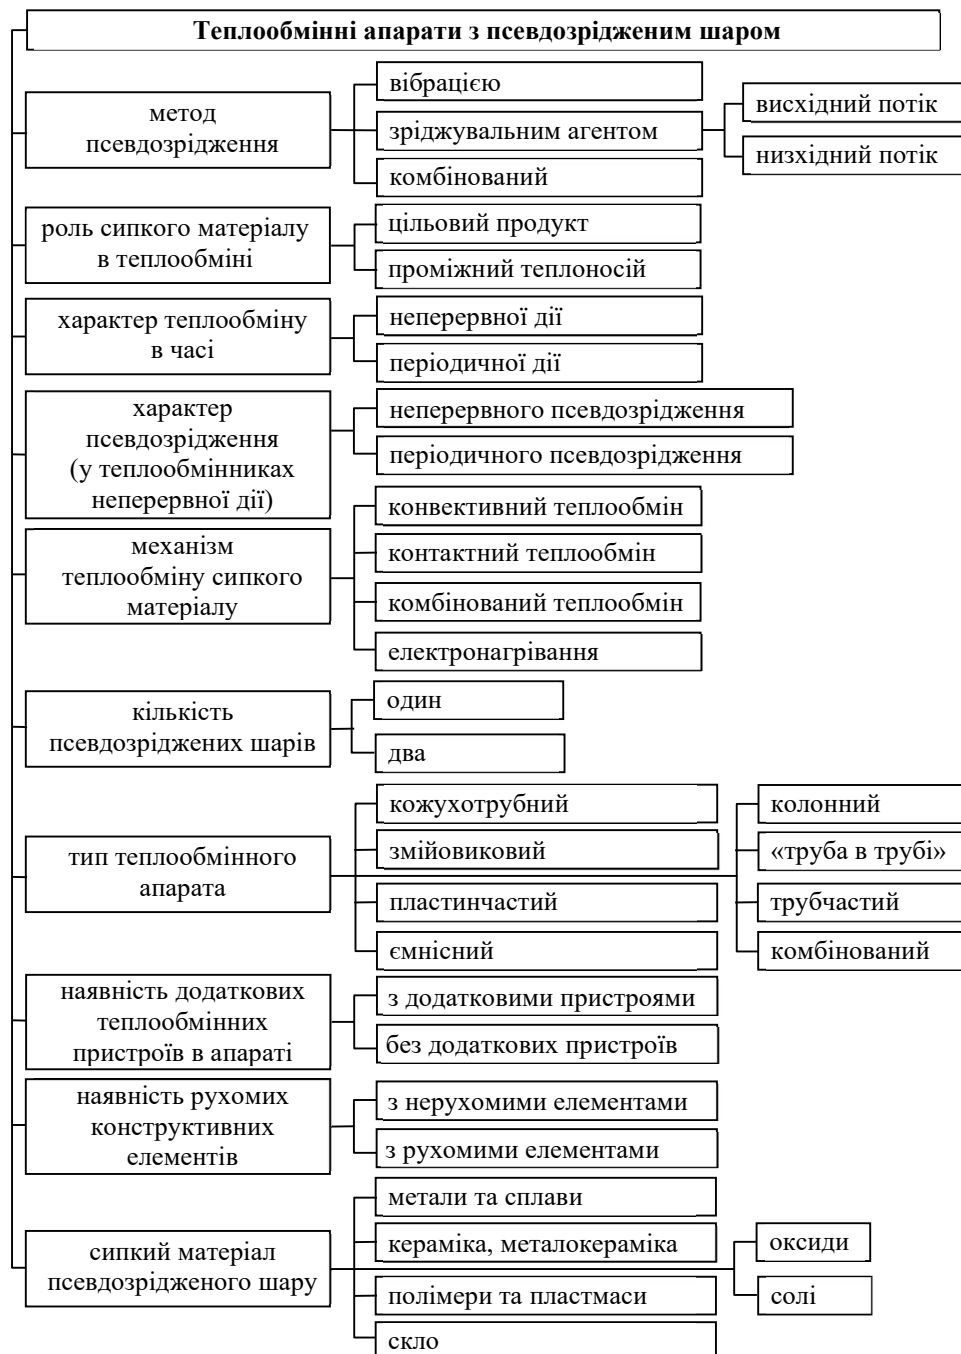 Теплообмінні апарати з псевдозрідженим шаром
метод
псевдозрідження
вібрацією
зріджувальним агентом
комбінований
висхідний потік
низхідний потік
роль сипкого матеріалу
в теплообміні
цільовий продукт
проміжний теплоносій
характер теплообміну
в часі
неперервної дії
періодичної дії
характер
псевдозрідження
(у теплообмінниках
неперервної дії)
неперервного псевдозрідження
періодичного псевдозрідження
механізм
теплообміну сипкого
матеріалу
конвективний теплообмін
контактний теплообмін
комбінований теплообмін
електронагрівання
кількість
псевдозріджених шарів
один
два
тип теплообмінного
апарата
кожухотрубний
змійовиковий
пластинчастий
ємнісний
колонний
«труба в трубі»
трубчастий
комбінований
наявність додаткових
теплообмінних
пристроїв в апараті
з додатковими пристроями
без додаткових пристроїв
наявність рухомих
конструктивних
елементів
з нерухомими елементами
з рухомими елементами
сипкий матеріал
псевдозрідженого шару
метали та сплави
кераміка, металокераміка
полімери та пластмаси
скло
оксиди
солі